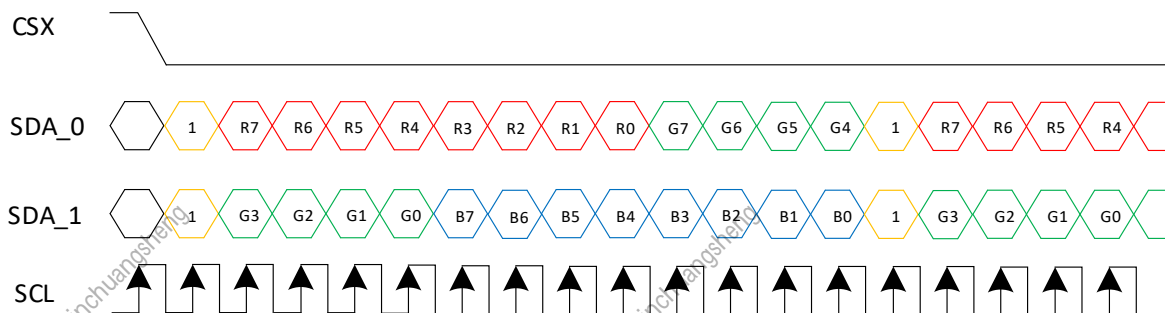 CSX
SDA_0 1 R7 R6 R5 R4 R3 R2 R1 R0 G7 G6 G5 G4 1 R7 R6 R5 R4
SDA_1 1 G3 G2 G1 G0 B7 B6 B5 B4 B3 B2 B1 B0 1 G3 G2 G1 G0
SCL